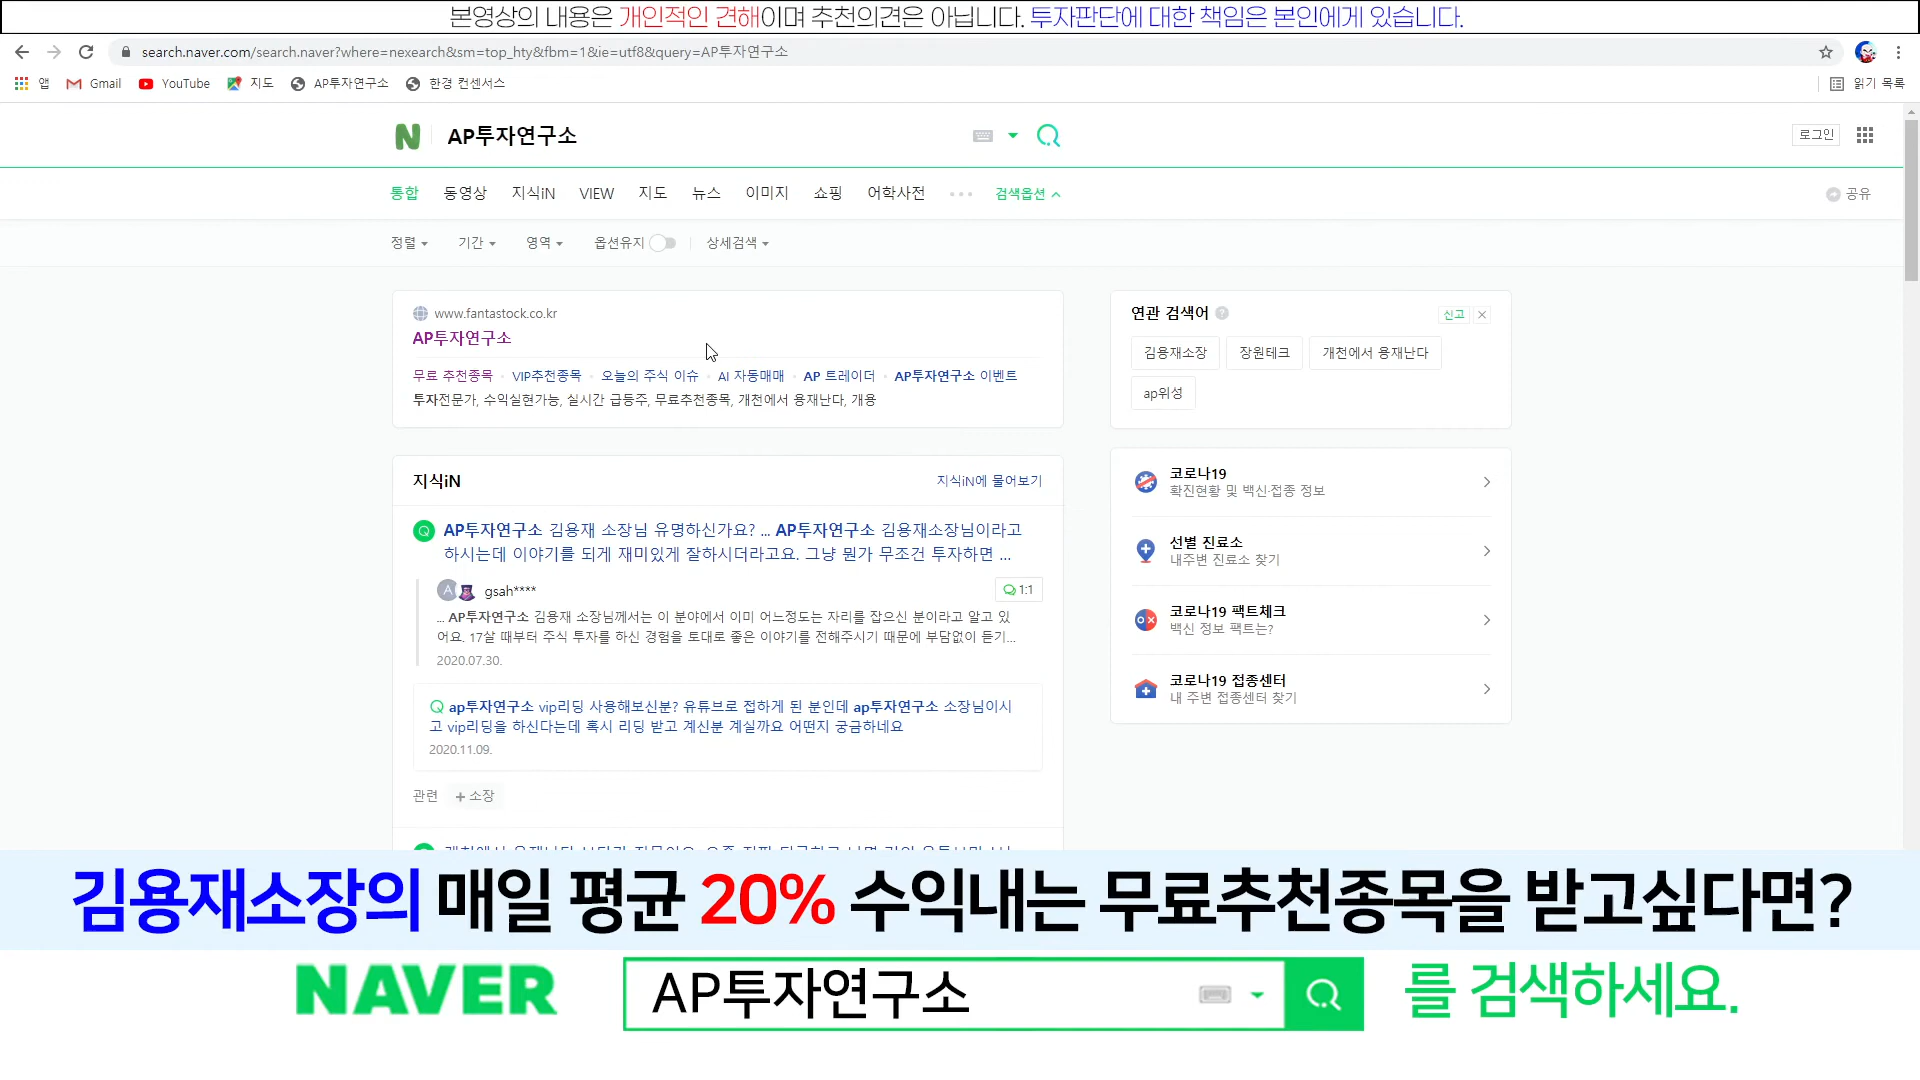 본영상의 내용은 개인적인 견해이며 추천의견은 아닙니다. 투자판단에 대한 책임은 본인에게 있습니다.
search.naver.com/search.naver?where=nexearch&sm=top_hty&fbm=1&ie=utf8&query=AP투자연구소
앱 Gmail YouTube 지도 AP투자연구소 한경 컨센서스 읽기 목록
N AP투자연구소 로그인
통합 동영상 지식iN VIEW 지도 뉴스 이미지 쇼핑 어학사전 검색옵션 공유
정렬 기간 영역 옵션유지 상세검색
www.fantastock.co.kr
AP투자연구소
무료 추천종목 VIP추천종목 오늘의 주식 이슈 AI 자동매매 AP 트레이더 AP투자연구소 이벤트
투자전문가, 수익실현가능, 실시간 급등주, 무료추천종목, 개천에서 용재난다, 개용
연관 검색어 ? 신고
김용재소장 장원테크 개천에서 용재난다
ap위성
지식iN 지식iN에 물어보기
Q AP투자연구소 김용재 소장님 유명하신가요? ... AP투자연구소 김용재소장님이라고
하시는데 이야기를 되게 재미있게 잘하시더라고요. 그냥 뭔가 무조건 투자하면 ...
A gsah**** 1:1
... AP투자연구소 김용재 소장님께서는 이 분야에서 이미 어느정도는 자리를 잡으신 분이라고 알고 있
어요. 17살 때부터 주식 투자를 하신 경험을 토대로 좋은 이야기를 전해주시기 때문에 부담없이 듣기...
2020.07.30.
Q ap투자연구소 vip리딩 사용해보신분? 유튜브로 접하게 된 분인데 ap투자연구소 소장님이시
고 vip리딩을 하신다는데 혹시 리딩 받고 계신분 계실까요 어떤지 궁금하네요
2020.11.09.
관련 + 소장
코로나19
확진현황 및 백신·접종 정보
선별 진료소
내주변 진료소 찾기
코로나19 팩트체크
백신 정보 팩트는?
코로나19 접종센터
내 주변 접종센터 찾기
김용재소장의 매일 평균 20% 수익내는 무료추천종목을 받고싶다면?
NAVER AP투자연구소 를 검색하세요.